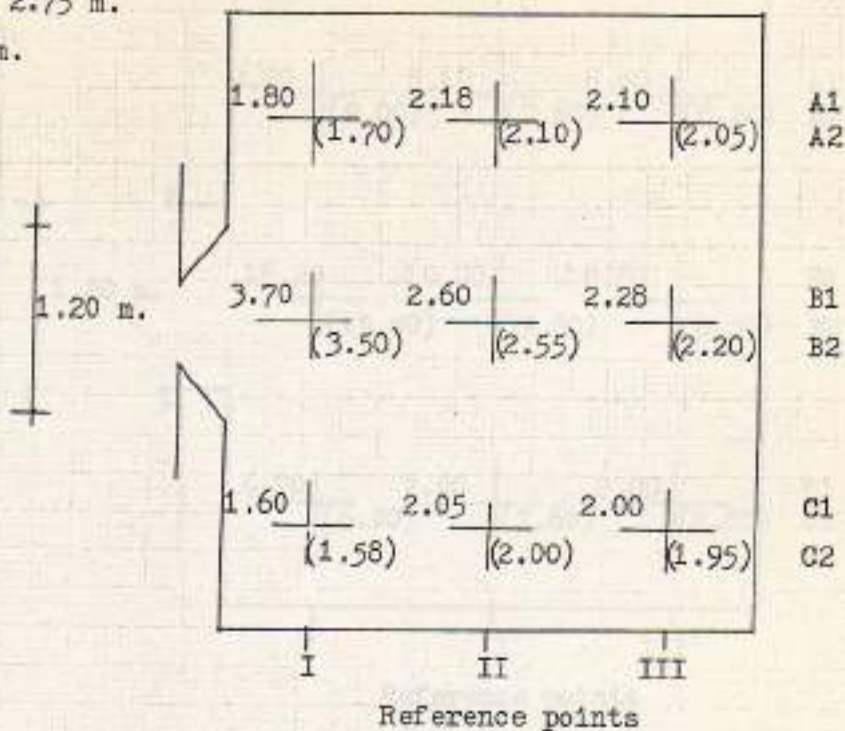 2.75 m.
m.
1.80 2.18 2.10 A1
(1.70) (2.10) (2.05) A2
1.20 m. 3.70 2.60 2.28 B1
(3.50) (2.55) (2.20) B2
1.60 2.05 2.00 C1
(1.58) (2.00) (1.95) C2
I II III
Reference points